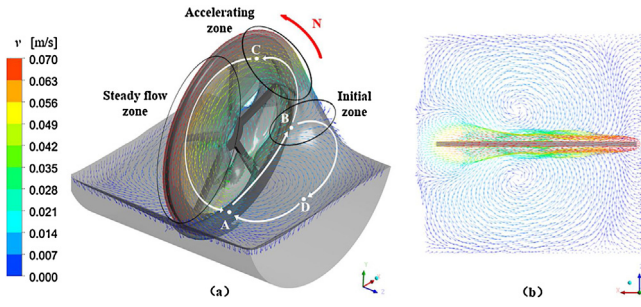 Accelerating
zone
N
v [m/s]
0.070
0.063
0.056
0.049
0.042
0.035
0.028
0.021
0.014
0.007
0.000
Steady flow
zone
C
Initial
zone
B
A
D
(a)
(b)